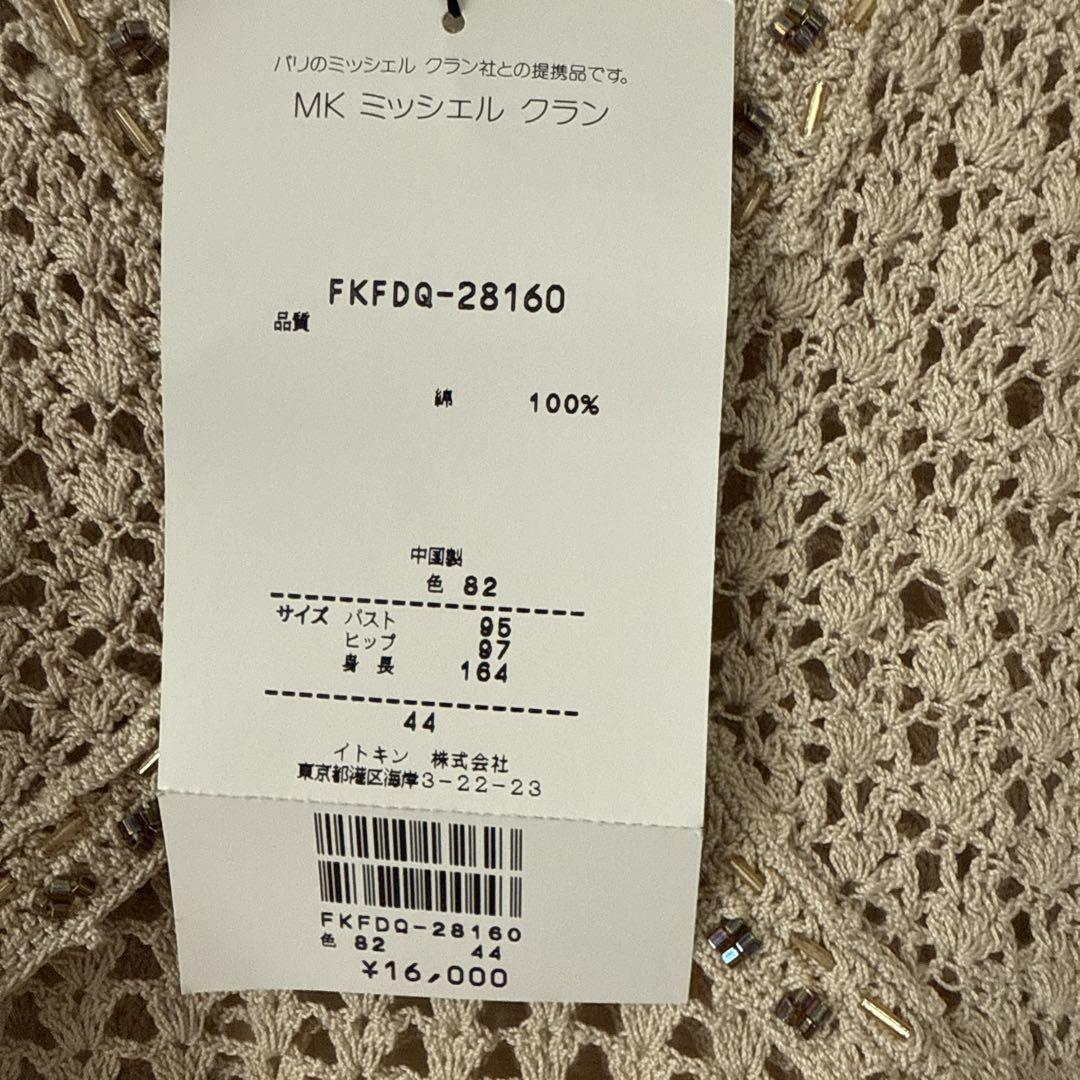 パリのミッシェル クラン社との提携品です。
MK ミッシェル クラン
FKFDQ-28160
品質
綿 100%
中国製
色 82
サイズ バスト 95
ヒップ 97
身長 164
44
イトキン 株式会社
東京都港区海岸3-22-23
FKFDQ-28160
色 82 44
¥16,000